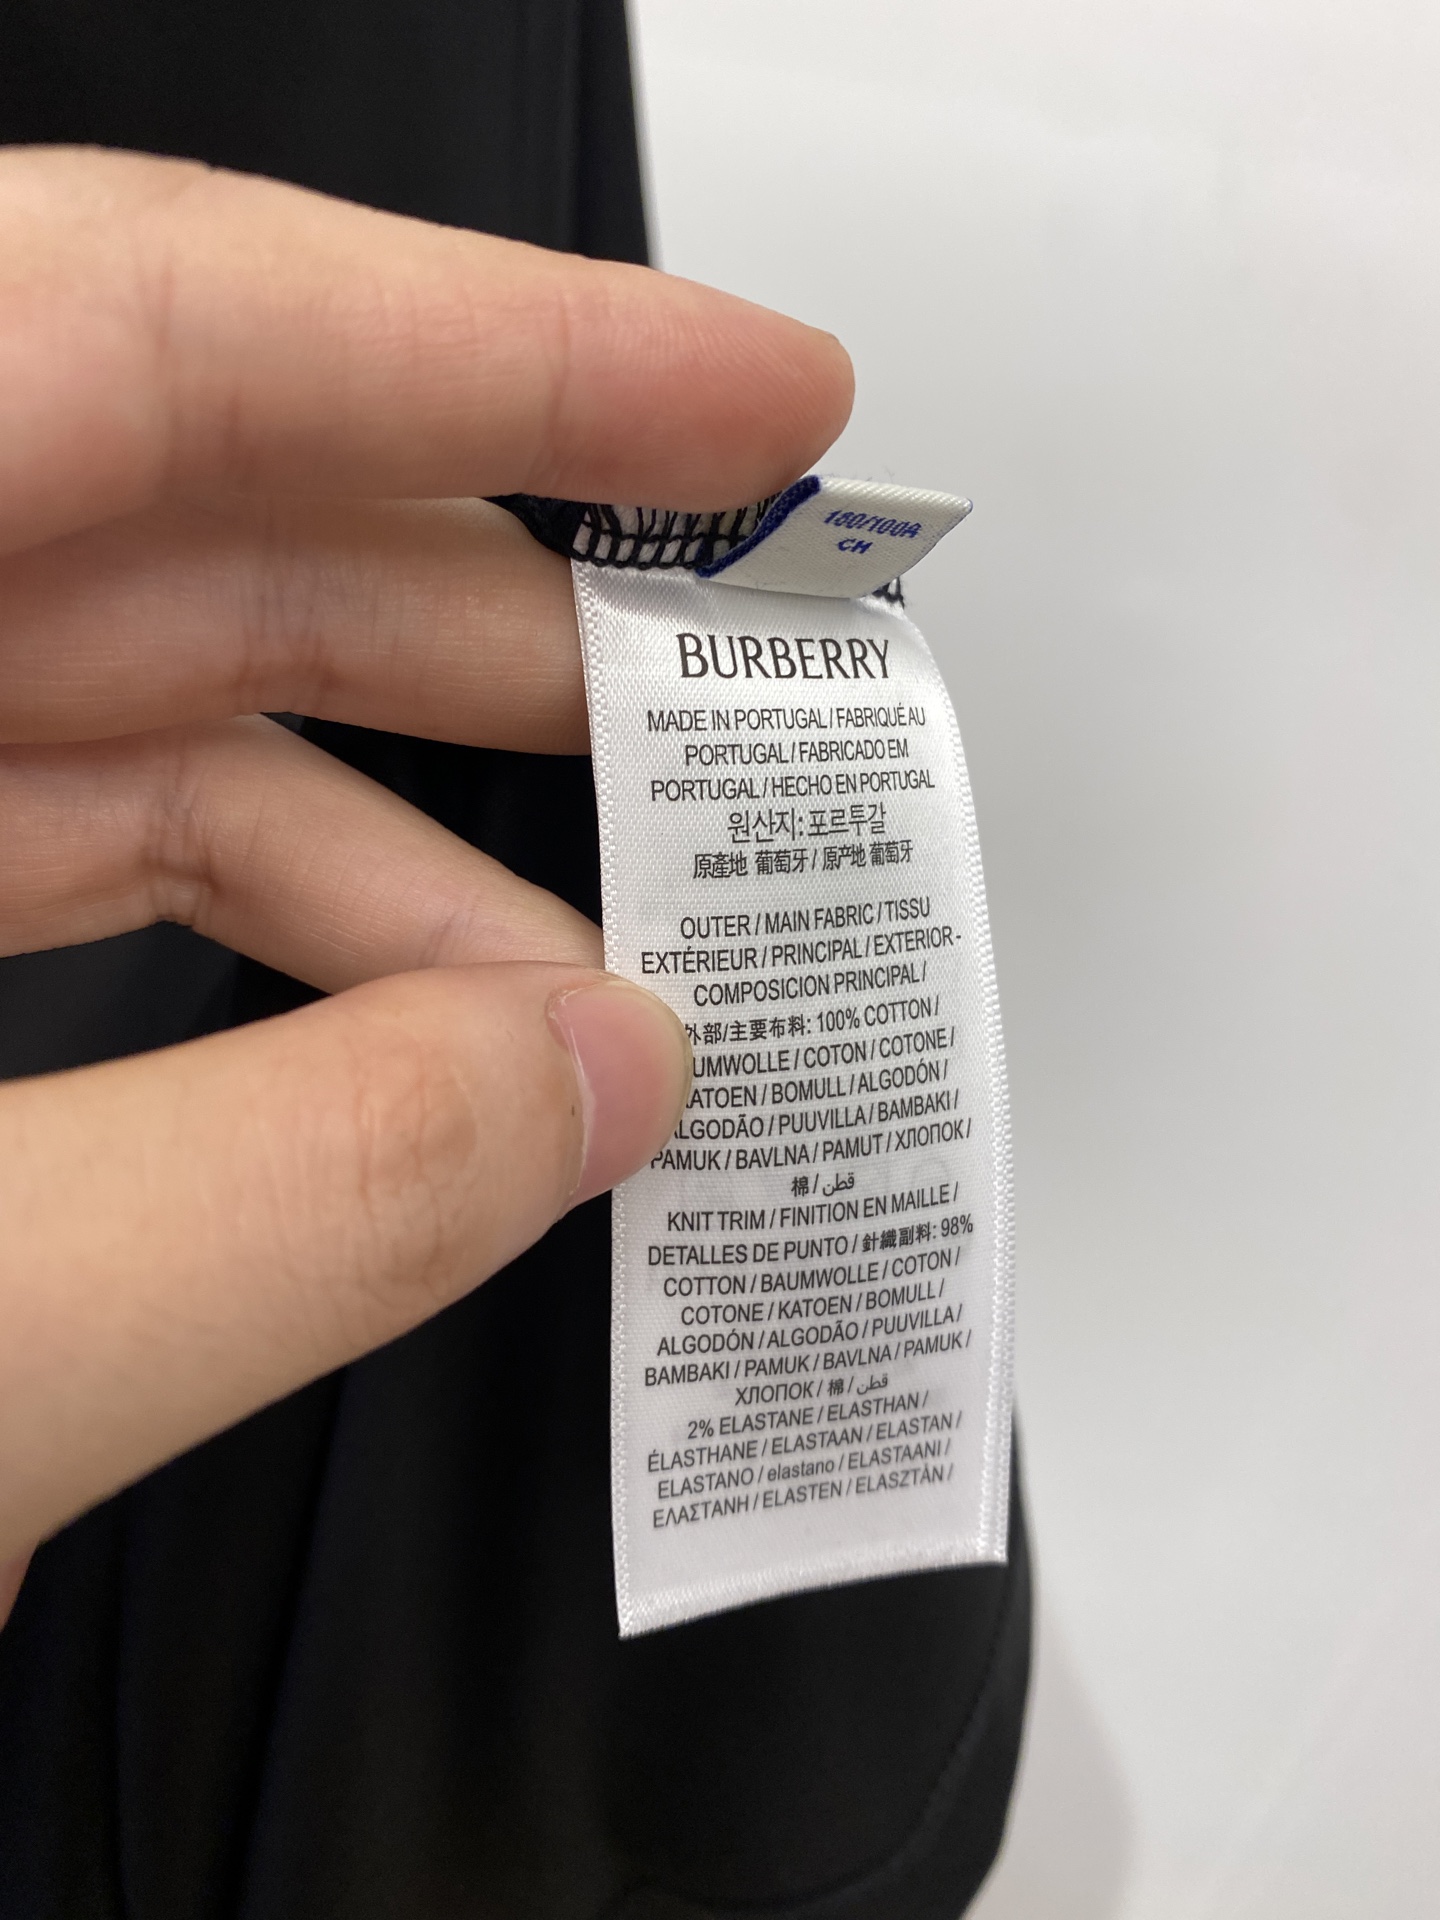 180/100A
CH
BURBERRY
MADE IN PORTUGAL / FABRIQUÉ AU
PORTUGAL / FABRICADO EM
PORTUGAL / HECHO EN PORTUGAL
원산지: 포르투갈
原產地 葡萄牙 / 原产地 葡萄牙
OUTER / MAIN FABRIC / TISSU
EXTÉRIEUR / PRINCIPAL / EXTERIOR -
COMPOSICION PRINCIPAL /
外部/主要布料: 100% COTTON /
UMWOLLE / COTON / COTONE /
ATOEN / BOMULL / ALGODÓN /
LGODÃO / PUUVILLA / BAMBAKI /
PAMUK / BAVLNA / PAMUT / ХЛОПОК /
棉 / قطن
KNIT TRIM / FINITION EN MAILLE /
DETALLES DE PUNTO / 針織副料: 98%
COTTON / BAUMWOLLE / COTON /
COTONE / KATOEN / BOMULL /
ALGODÓN / ALGODÃO / PUUVILLA /
BAMBAKI / PAMUK / BAVLNA / PAMUK /
ХЛОПОК / 棉 / قطن
2% ELASTANE / ELASTHAN /
ÉLASTHANE / ELASTAAN / ELASTAN /
ELASTANO / elastano / ELASTAANI /
ΕΛΑΣΤΑΝΗ / ELASTEN / ELASZTÁN /